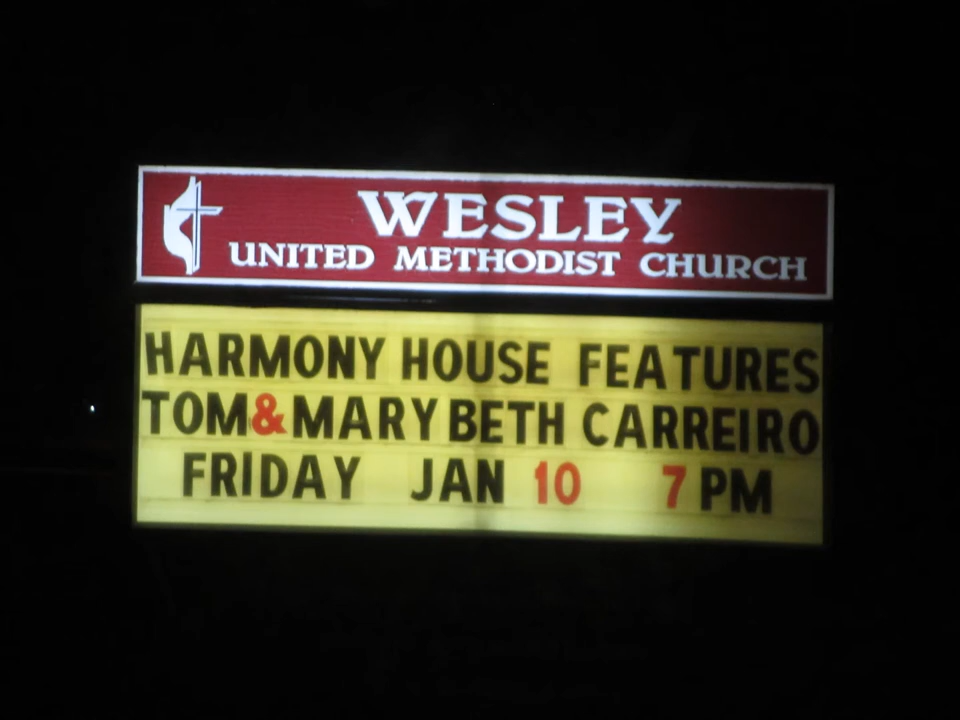 WESLEY
UNITED METHODIST CHURCH
HARMONY HOUSE FEATURES
TOM&MARY BETH CARREIRO
FRIDAY JAN 10 7 PM